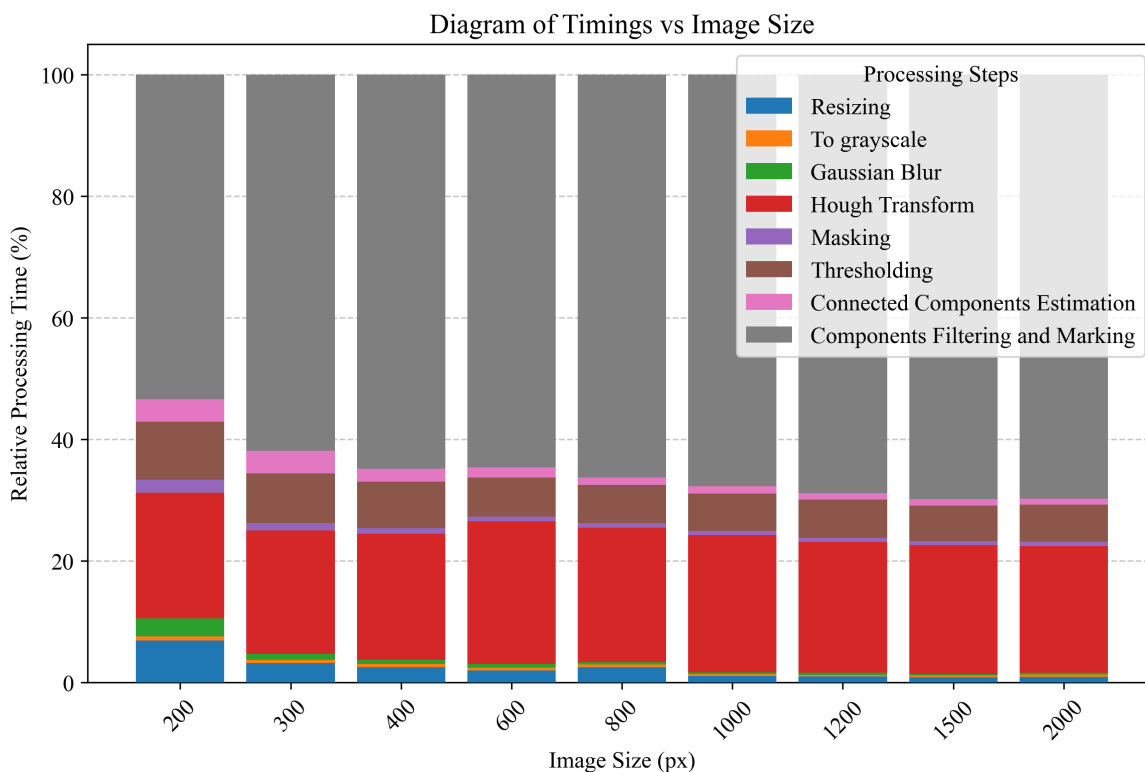 Diagram of Timings vs Image Size
Relative Processing Time (%)
100
80
60
40
20
0
Processing Steps
Resizing
To grayscale
Gaussian Blur
Hough Transform
Masking
Thresholding
Connected Components Estimation
Components Filtering and Marking
200 300 400 600 800 1000 1200 1500 2000
Image Size (px)